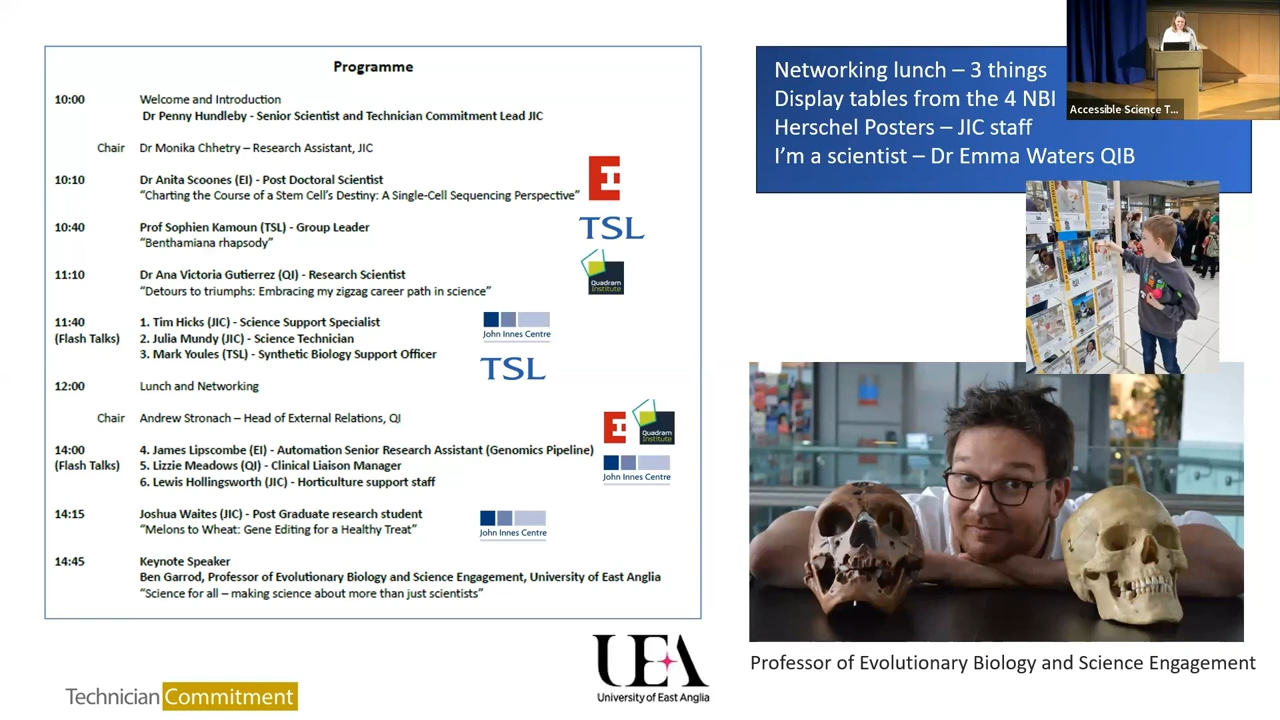 Programme
10:00 Welcome and Introduction
Dr Penny Hundleby - Senior Scientist and Technician Commitment Lead JIC
Chair Dr Monika Chhetry – Research Assistant, JIC
10:10 Dr Anita Scoones (EI) - Post Doctoral Scientist
“Charting the Course of a Stem Cell’s Destiny: A Single-Cell Sequencing Perspective”
10:40 Prof Sophien Kamoun (TSL) - Group Leader
TSL
“Benthamiana rhapsody”
11:10 Dr Ana Victoria Gutierrez (QI) - Research Scientist
“Detours to triumphs: Embracing my zigzag career path in science”
Quadram
Institute
11:40 1. Tim Hicks (JIC) - Science Support Specialist
(Flash Talks) 2. Julia Mundy (JIC) - Science Technician
John Innes Centre
3. Mark Youles (TSL) - Synthetic Biology Support Officer
TSL
12:00 Lunch and Networking
Chair Andrew Stronach – Head of External Relations, QI
EI
Quadram
Institute
14:00 4. James Lipscombe (EI) - Automation Senior Research Assistant (Genomics Pipeline)
(Flash Talks) 5. Lizzie Meadows (QI) - Clinical Liaison Manager
6. Lewis Hollingsworth (JIC) - Horticulture support staff
John Innes Centre
14:15 Joshua Waites (JIC) - Post Graduate research student
“Melons to Wheat: Gene Editing for a Healthy Treat”
John Innes Centre
14:45 Keynote Speaker
Ben Garrod, Professor of Evolutionary Biology and Science Engagement, University of East Anglia
“Science for all – making science about more than just scientists”
Technician Commitment
UEA
University of East Anglia
Networking lunch – 3 things
Display tables from the 4 NBI
Herschel Posters – JIC staff
I’m a scientist – Dr Emma Waters QIB
Accessible Science T...
Professor of Evolutionary Biology and Science Engagement